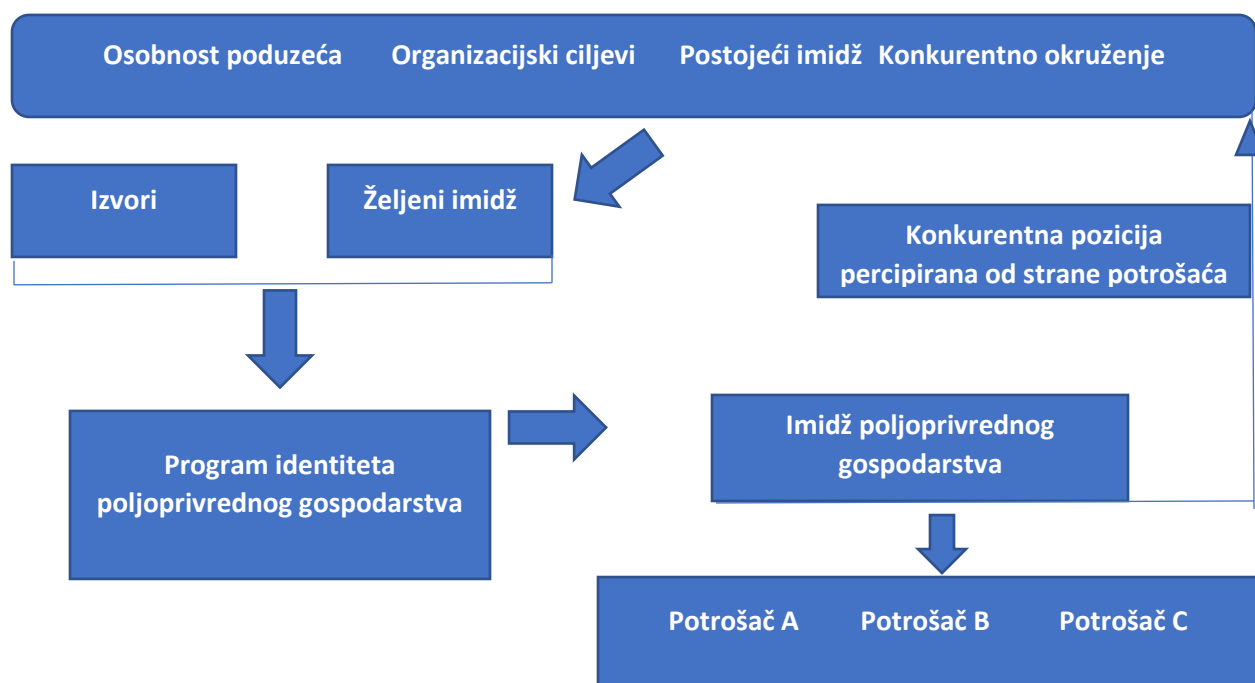 Osobnost poduzeća Organizacijski ciljevi Postojeći imidž Konkurentno okruženje
Izvori
Željeni imidž
Konkurentna pozicija
percipirana od strane potrošaća
Program identiteta
poljoprivrednog gospodarstva
Imidž poljoprivrednog
gospodarstva
Potrošač A Potrošač B Potrošač C